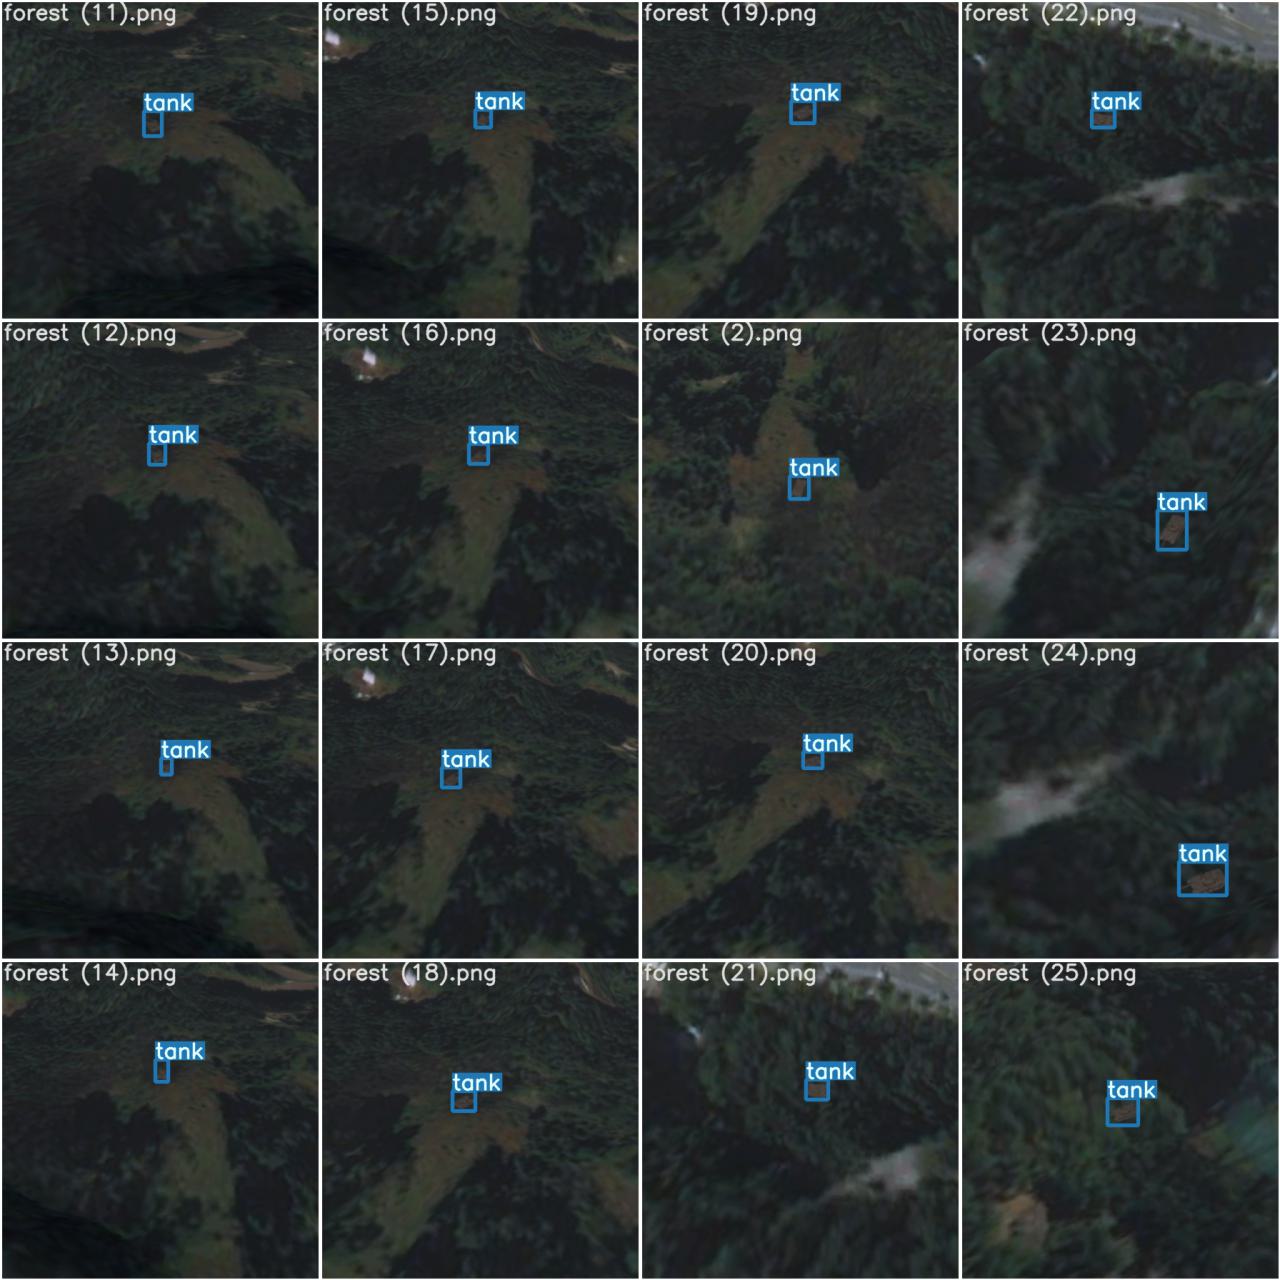 forest (11).png
tank
forest (15).png
tank
forest (19).png
tank
forest (22).png
tank
forest (12).png
tank
forest (16).png
tank
forest (2).png
tank
forest (23).png
tank
forest (13).png
tank
forest (17).png
tank
forest (20).png
tank
forest (24).png
tank
forest (14).png
tank
forest (18).png
tank
forest (21).png
tank
forest (25).png
tank